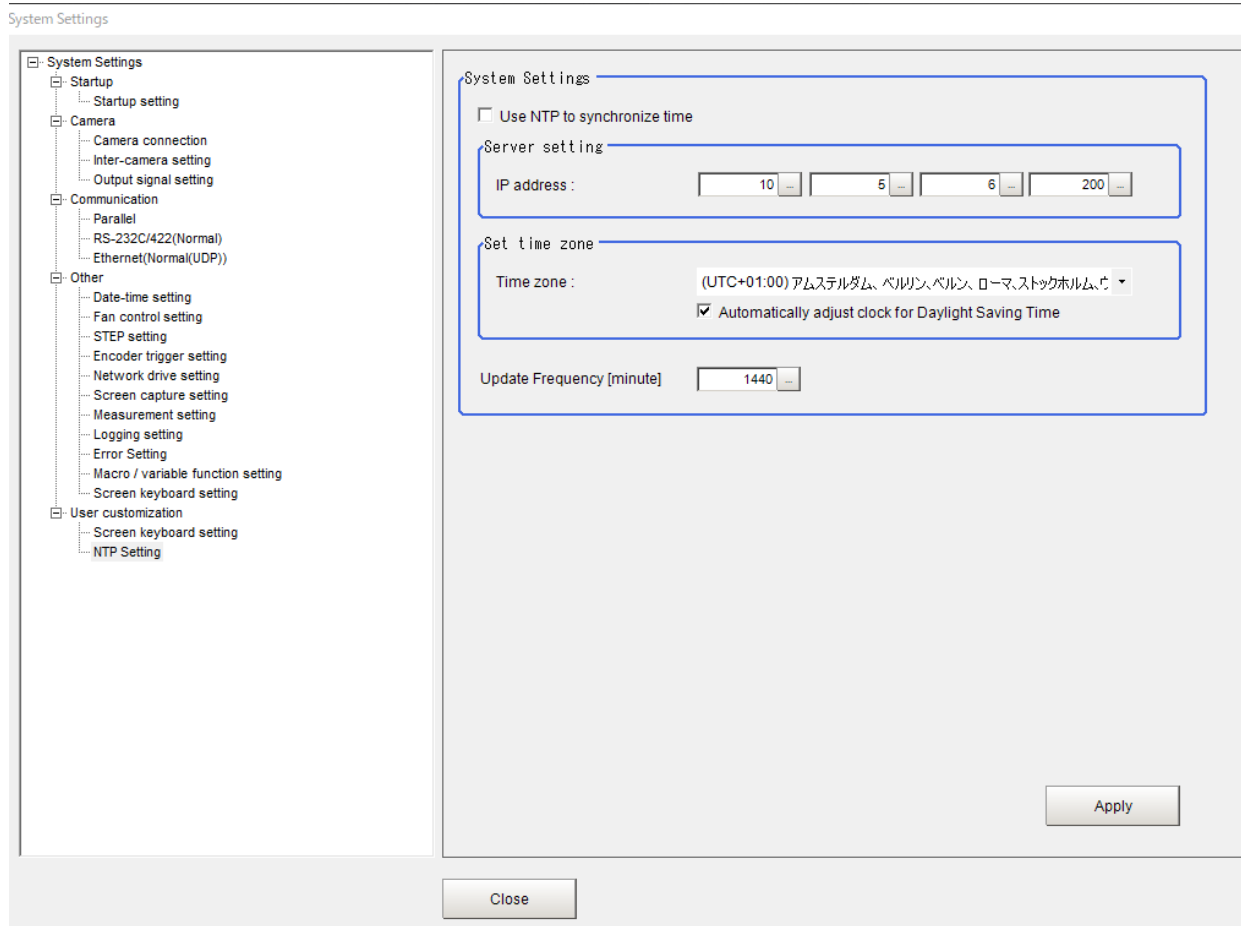 System Settings
System Settings
Startup
Startup setting
Camera
Camera connection
Inter-camera setting
Output signal setting
Communication
Parallel
RS-232C/422(Normal)
Ethernet(Normal(UDP))
Other
Date-time setting
Fan control setting
STEP setting
Encoder trigger setting
Network drive setting
Screen capture setting
Measurement setting
Logging setting
Error Setting
Macro / variable function setting
Screen keyboard setting
User customization
Screen keyboard setting
NTP Setting
System Settings
Use NTP to synchronize time
Server setting
IP address : 10 ... 5 ... 6 ... 200 ...
Set time zone
Time zone : (UTC+01:00) アムステルダム、ベルリン、ベルン、ローマ、ストックホルム、
Automatically adjust clock for Daylight Saving Time
Update Frequency [minute] 1440 ...
Apply
Close